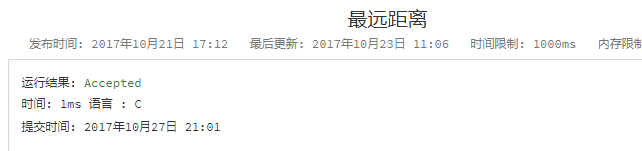 最远距离
发布时间: 2017年10月21日 17:12 最后更新: 2017年10月23日 11:06 时间限制: 1000ms 内存限制
运行结果: Accepted
时间: 1ms 语言 : C
提交时间: 2017年10月27日 21:01